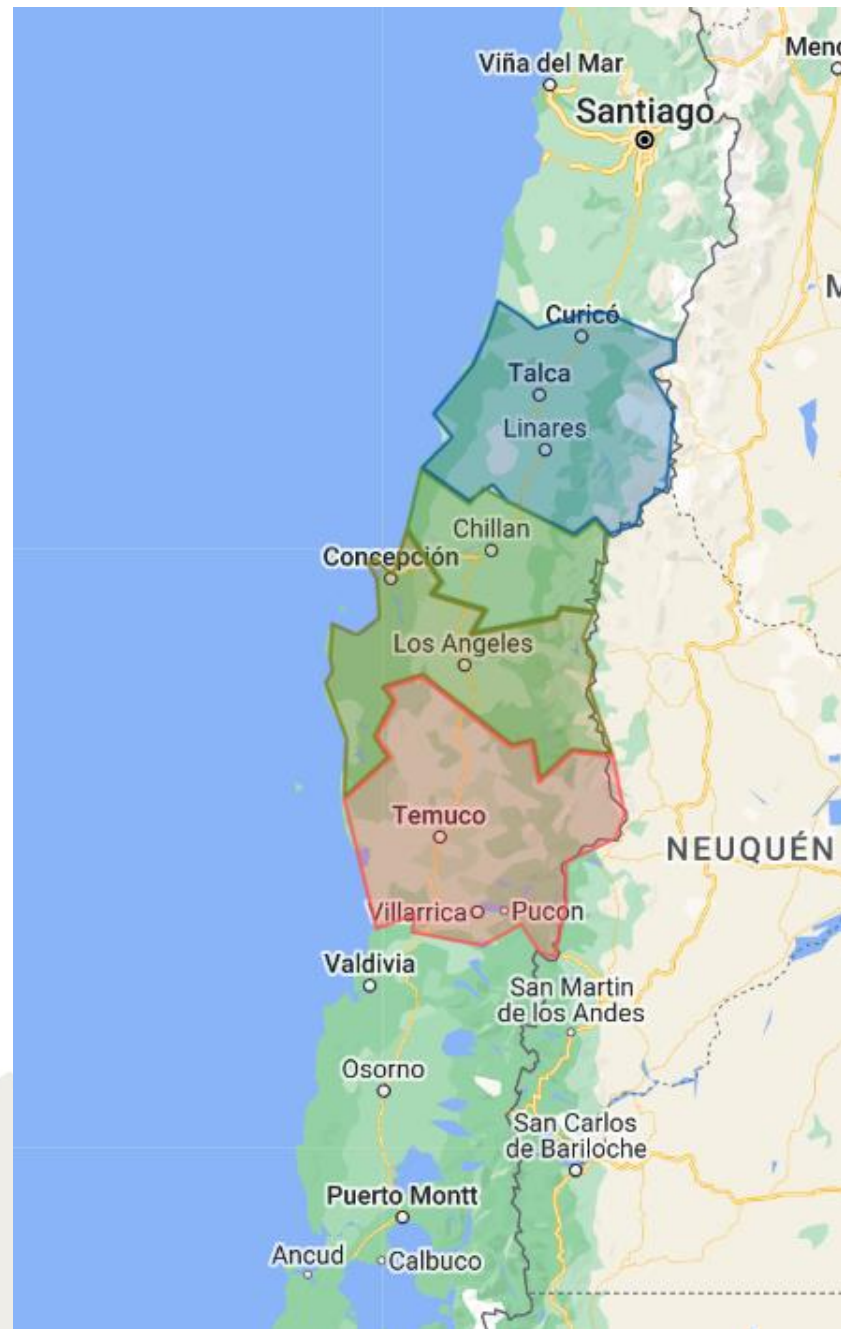 Viña del Mar
Mend
Santiago
M
Curicó
Talca
Linares
Chillan
Concepción
Los Angeles
Temuco
NEUQUÉN
Villarrica
Pucon
Valdivia
San Martin
de los Andes
Osorno
San Carlos
de Bariloche
Puerto Montt
Ancud
Calbuco